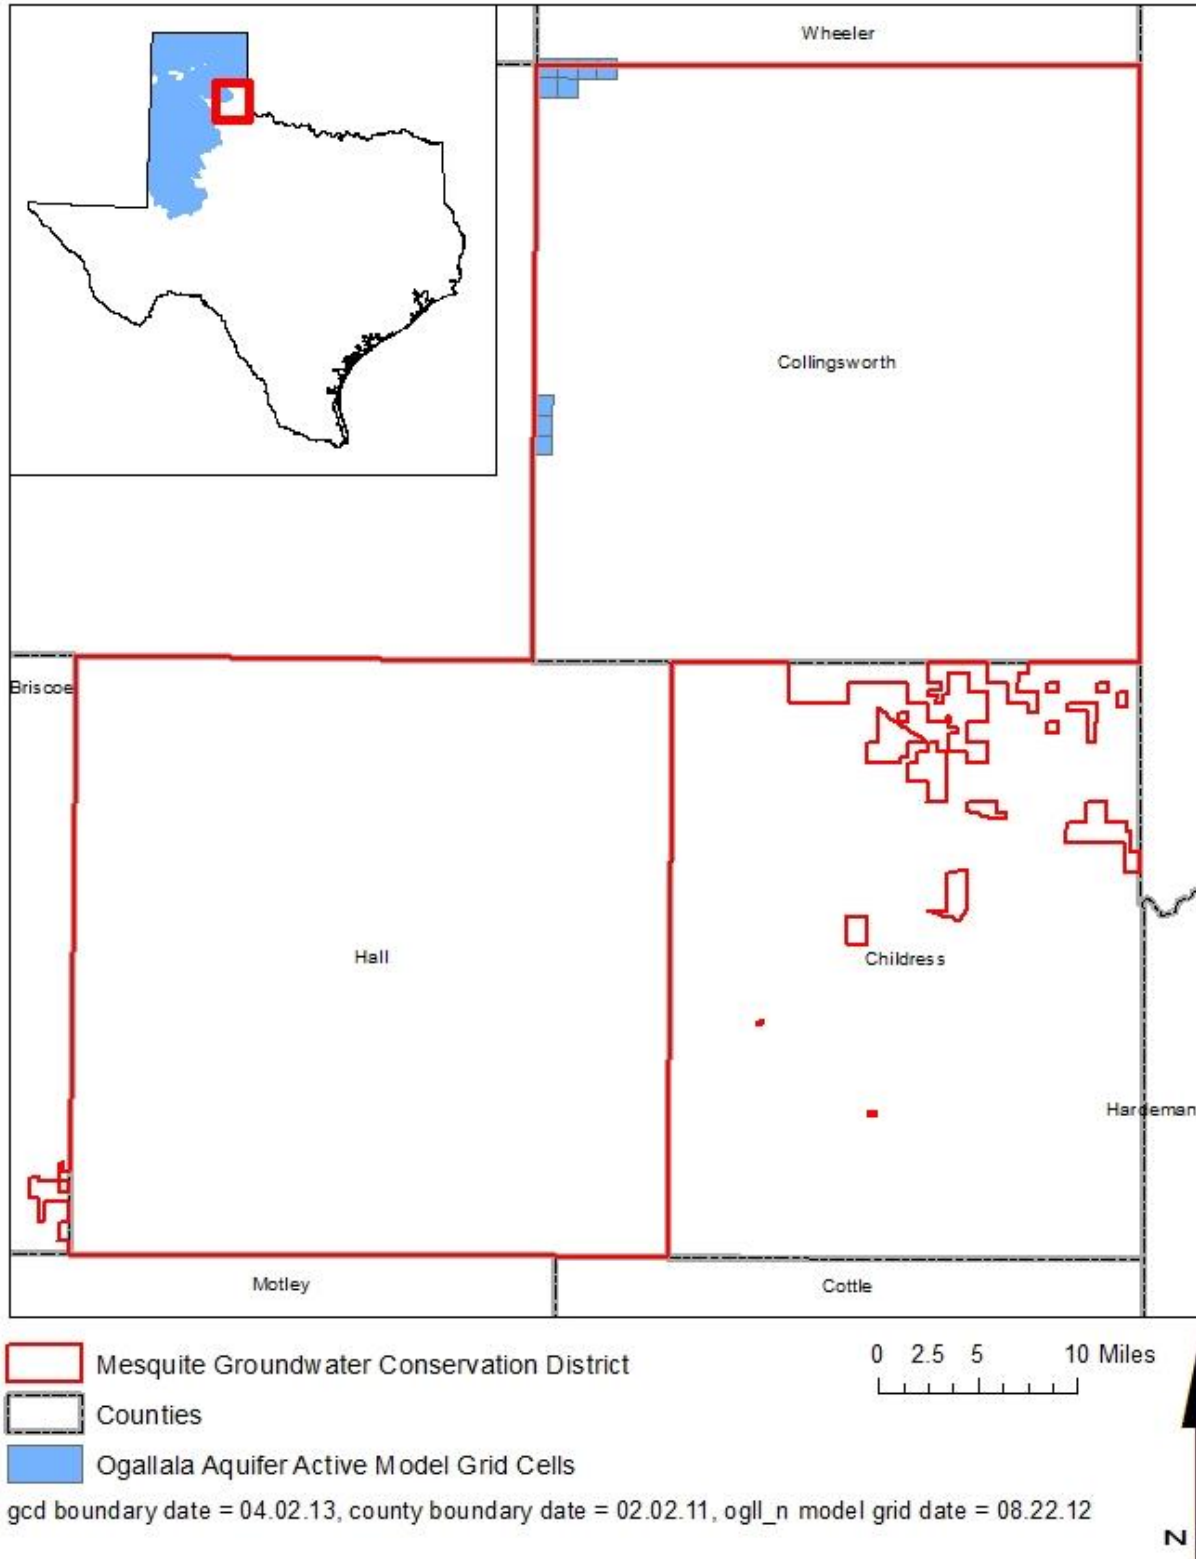 Wheeler
Collingsworth
Briscoe
Hall
Childress
Hardeman
Motley
Cottle
Mesquite Groundwater Conservation District
0 2.5 5 10 Miles
Counties
Ogallala Aquifer Active Model Grid Cells
gcd boundary date = 04.02.13, county boundary date = 02.02.11, ogll_n model grid date = 08.22.12
N